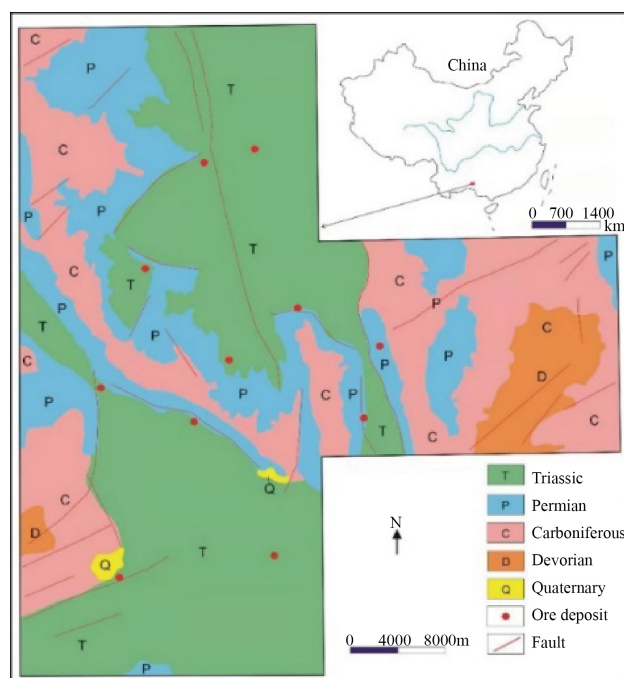 China
0 700 1400
km
C
P
T
C
P
P
C
T
T
C
P
C
P
P
P
T
P
C
C
P
D
P
C
P
C
P
T
C
C
P
C
D
Q
T
Q
T
P
N
0 4000 8000m
T Triassic
P Permian
C Carboniferous
D Devorian
Q Quaternary
Ore deposit
Fault